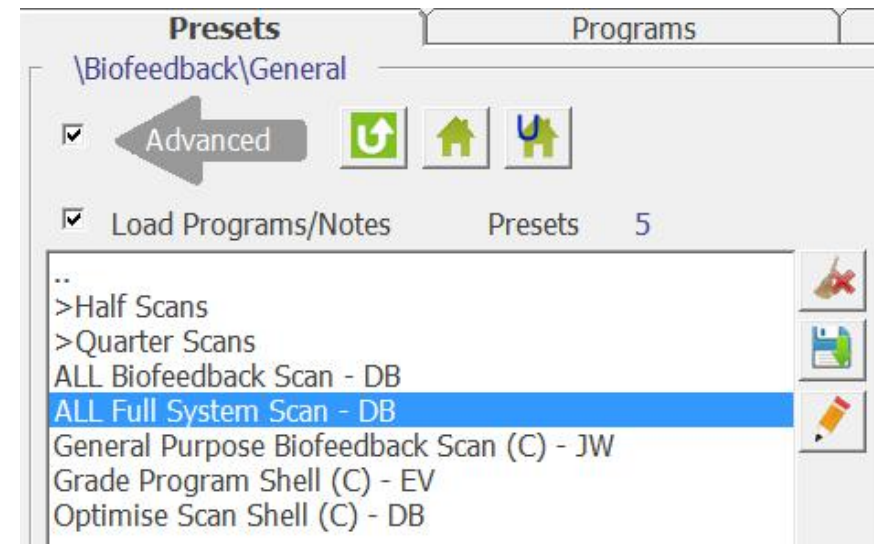 Presets Programs
\Biofeedback\General
Advanced
U
Load Programs/Notes Presets 5
..
>Half Scans
>Quarter Scans
ALL Biofeedback Scan - DB
ALL Full System Scan - DB
General Purpose Biofeedback Scan (C) - JW
Grade Program Shell (C) - EV
Optimise Scan Shell (C) - DB